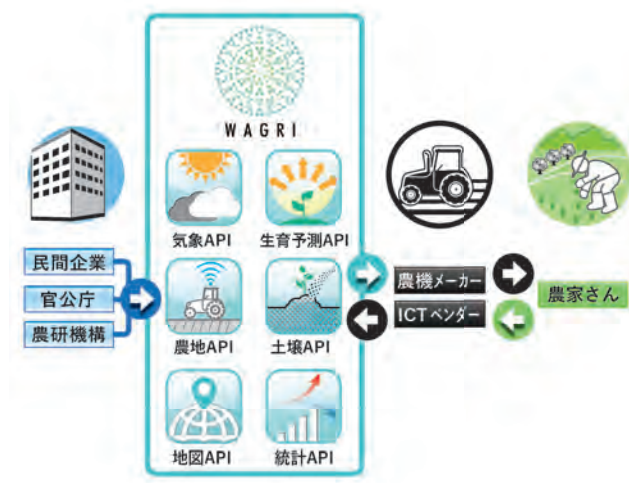 WAGRI
気象API
生育予測API
民間企業
官公庁
農研機構
農地API
土壌API
農機メーカー
ICTベンダー
農家さん
地図API
統計API